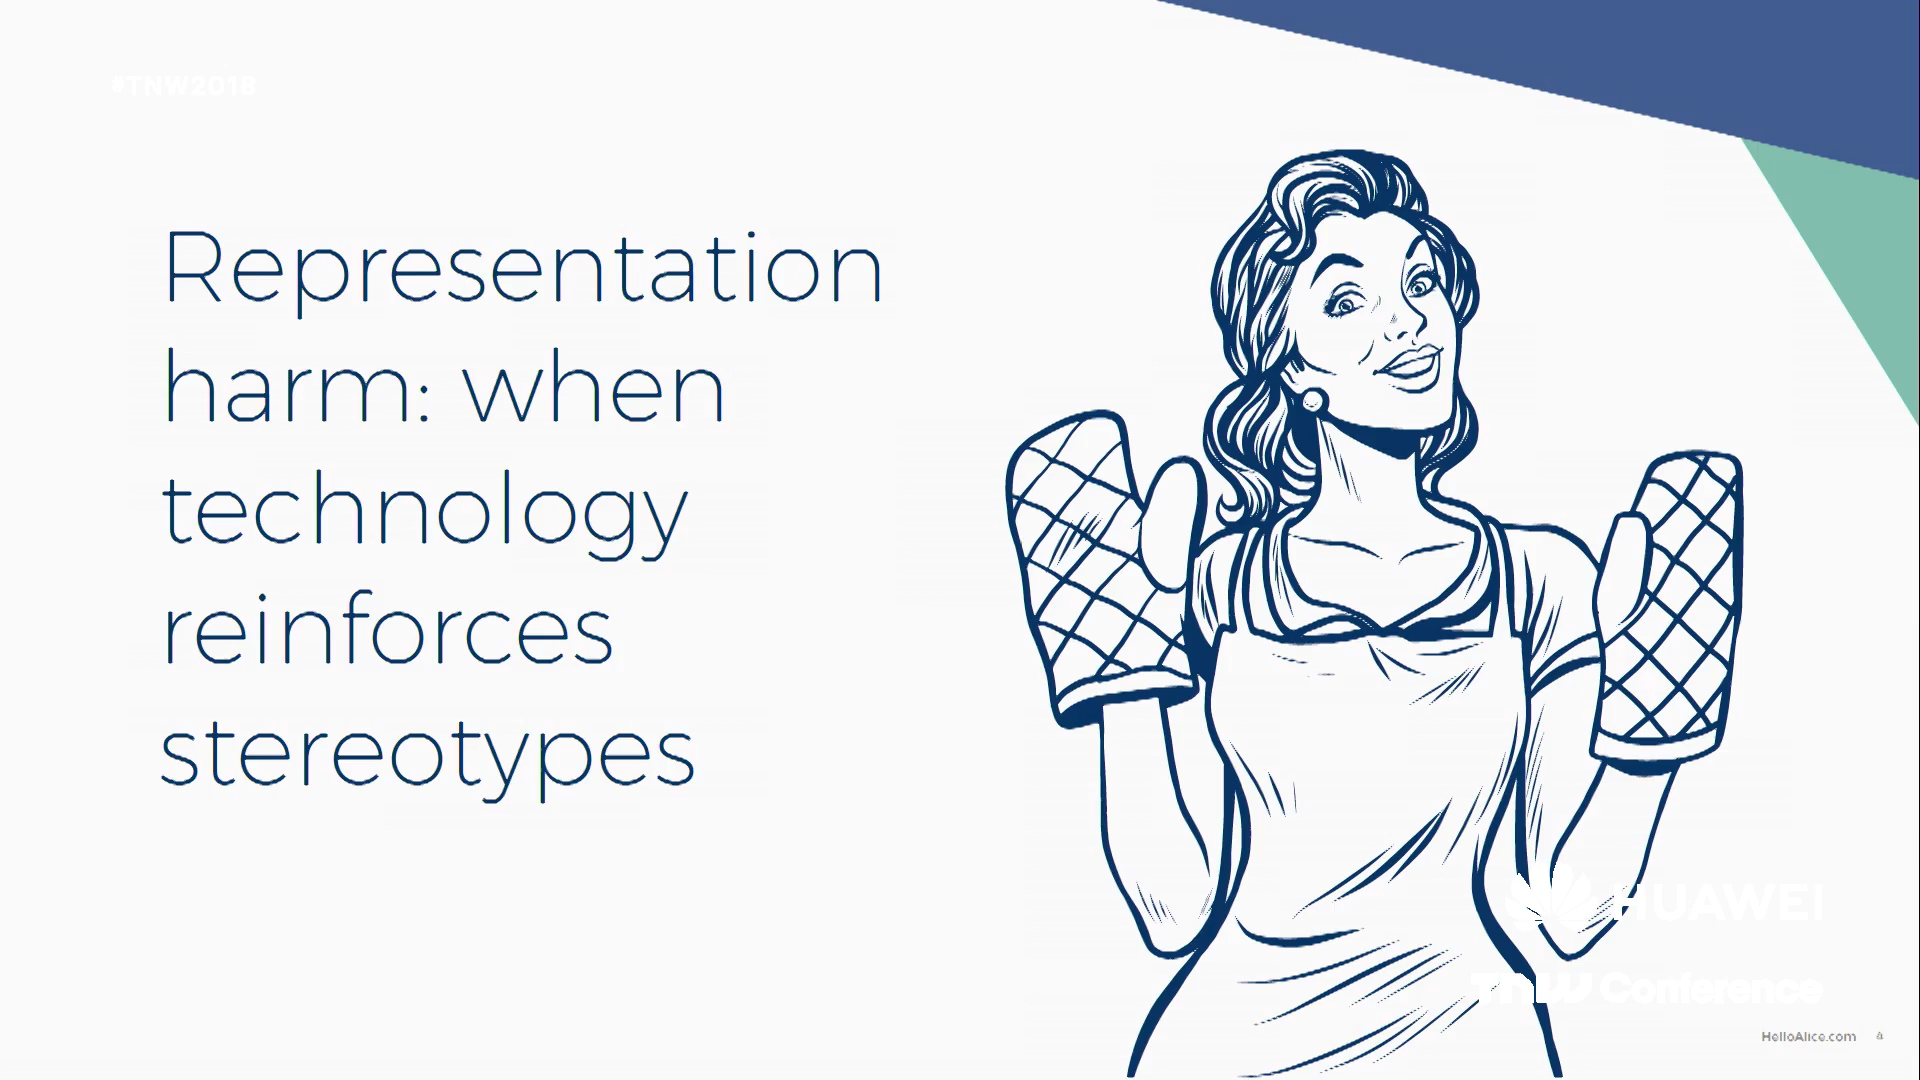 #TNW2018
Representation
harm: when
technology
reinforces
stereotypes
HUAWEI
TNW Conference
HelloAlice.com